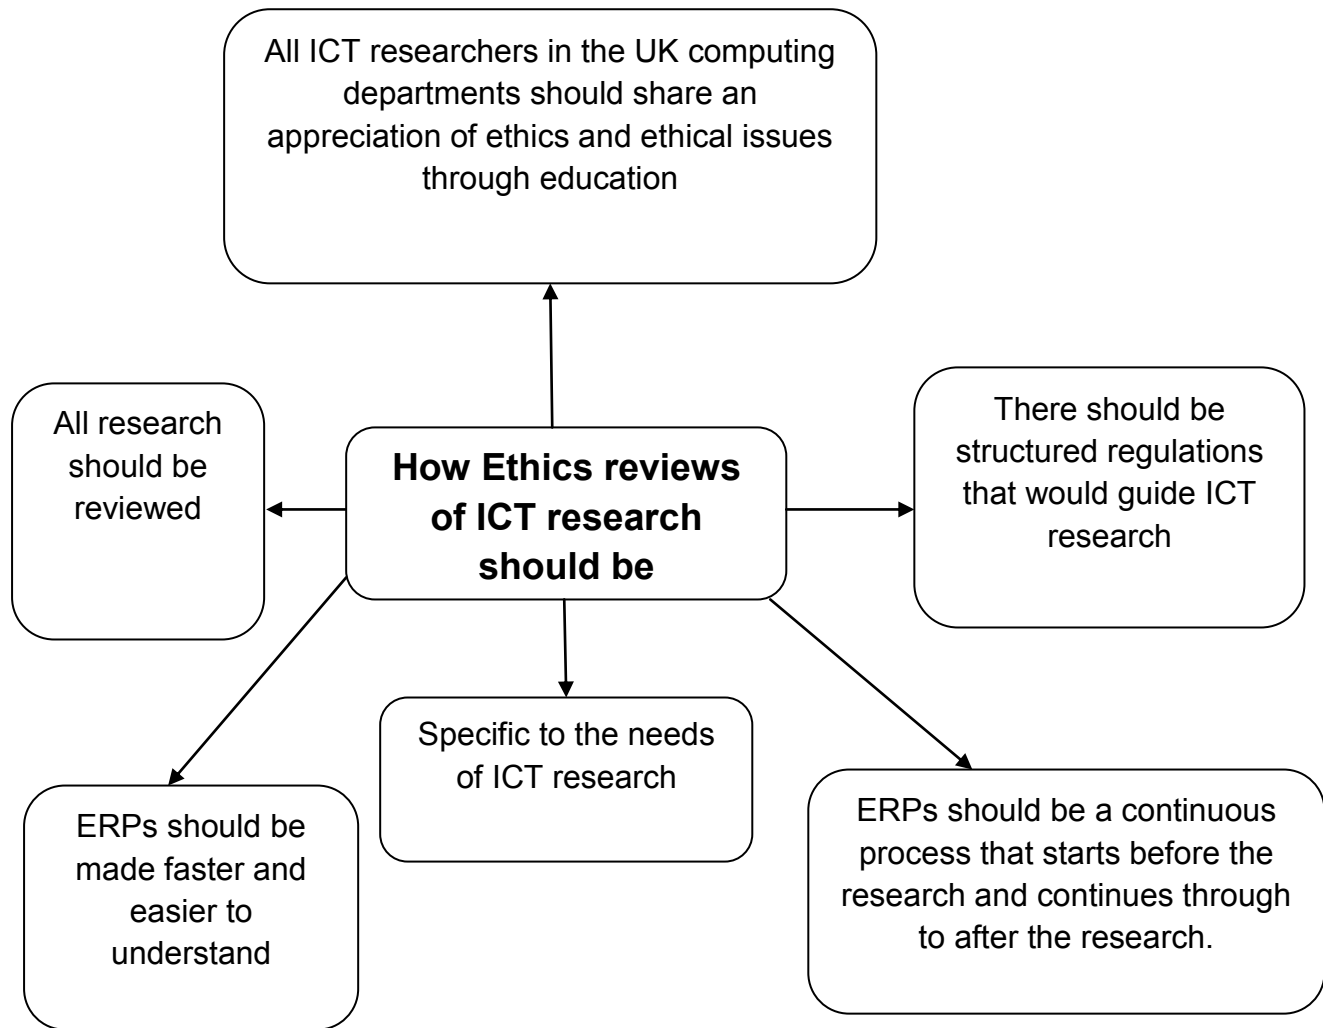 All ICT researchers in the UK computing
departments should share an
appreciation of ethics and ethical issues
through education
All research
should be
reviewed
How Ethics reviews
of ICT research
should be
There should be
structured regulations
that would guide ICT
research
ERPs should be
made faster and
easier to
understand
Specific to the needs
of ICT research
ERPs should be a continuous
process that starts before the
research and continues through
to after the research.